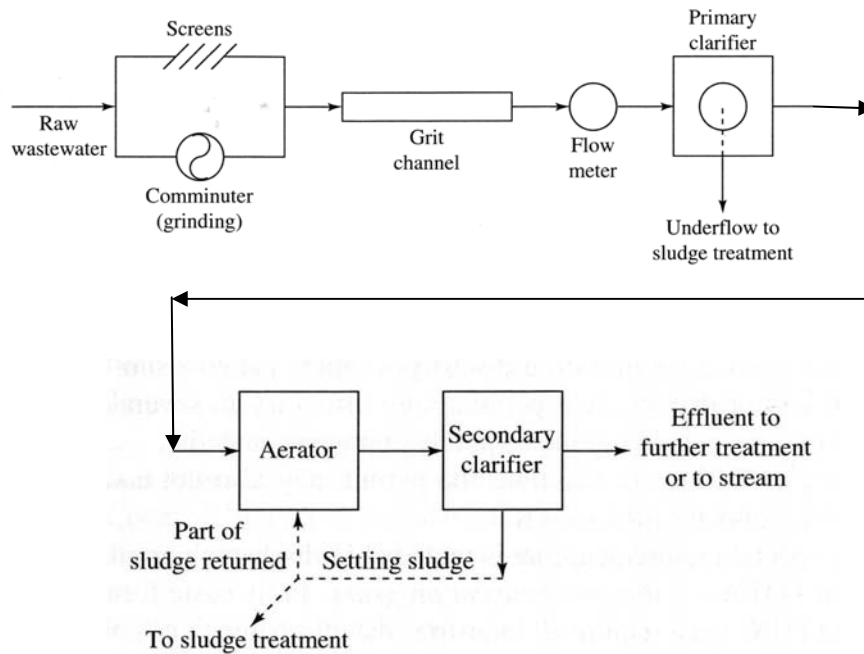 Screens
Raw
wastewater
Comminuter
(grinding)
Grit
channel
Flow
meter
Primary
clarifier
Underflow to
sludge treatment
Aerator
Secondary
clarifier
Effluent to
further treatment
or to stream
Part of
sludge returned
Settling sludge
To sludge treatment